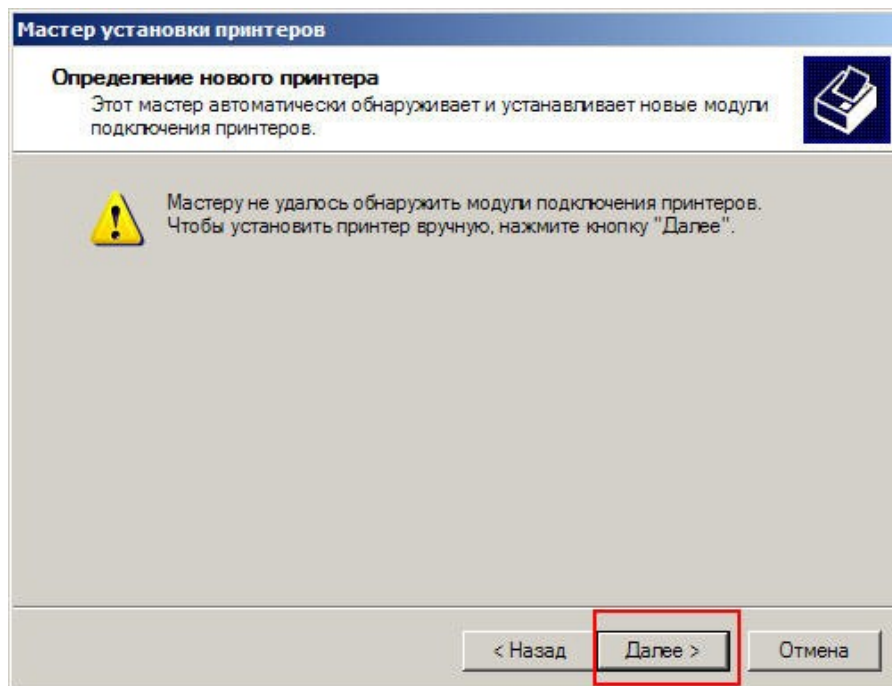 Мастер установки принтеров
Определение нового принтера
Этот мастер автоматически обнаруживает и устанавливает новые модули
подключения принтеров.
Мастеру не удалось обнаружить модули подключения принтеров.
Чтобы установить принтер вручную, нажмите кнопку "Далее".
< Назад
Далее >
Отмена